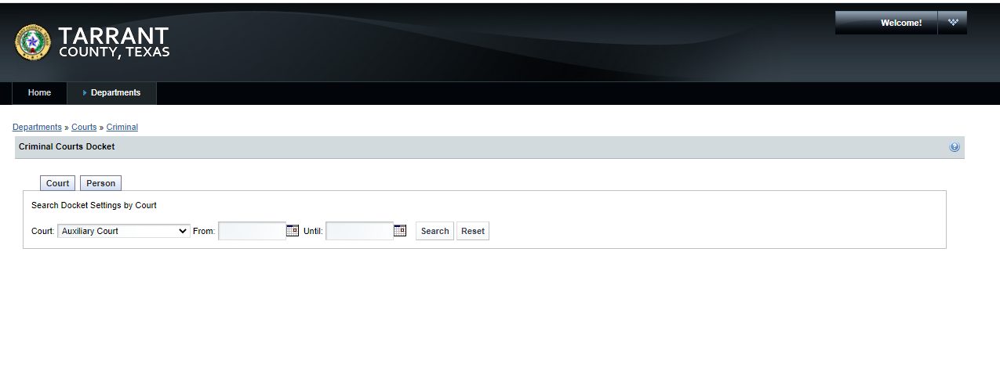 TARRANT
COUNTY, TEXAS
Welcome!
Home
Departments
Departments » Courts » Criminal
Criminal Courts Docket
Court Person
Search Docket Settings by Court
Court: Auxiliary Court From: Until: Search Reset